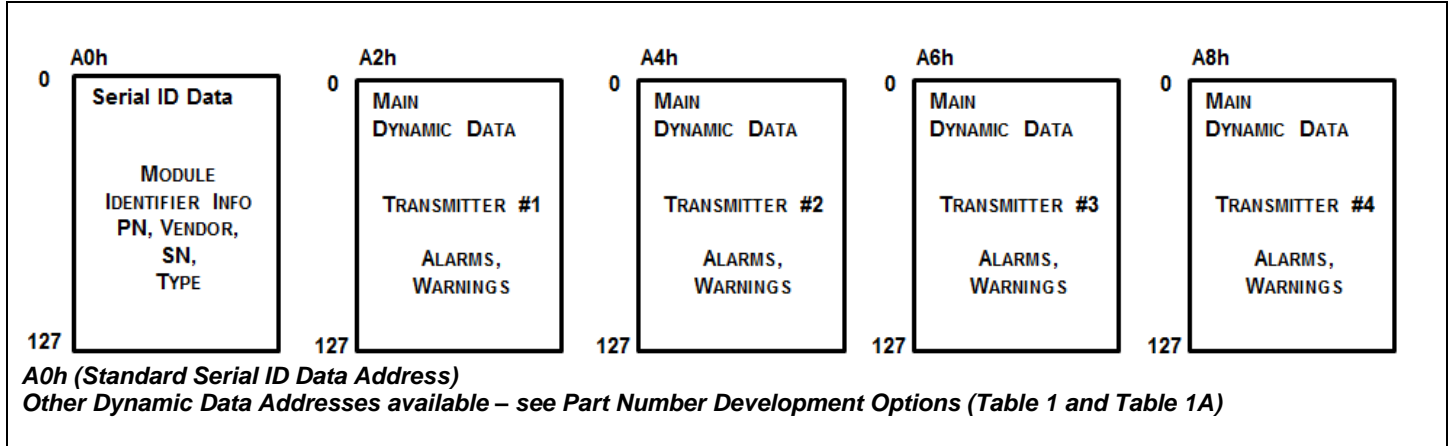 A0h
0
Serial ID Data
MODULE
IDENTIFIER INFO
PN, VENDOR,
SN,
TYPE
127
A2h
0
MAIN
DYNAMIC DATA
TRANSMITTER #1
ALARMS,
WARNINGS
127
A4h
0
MAIN
DYNAMIC DATA
TRANSMITTER #2
ALARMS,
WARNINGS
127
A6h
0
MAIN
DYNAMIC DATA
TRANSMITTER #3
ALARMS,
WARNINGS
127
A8h
0
MAIN
DYNAMIC DATA
TRANSMITTER #4
ALARMS,
WARNINGS
127
A0h (Standard Serial ID Data Address)
Other Dynamic Data Addresses available – see Part Number Development Options (Table 1 and Table 1A)